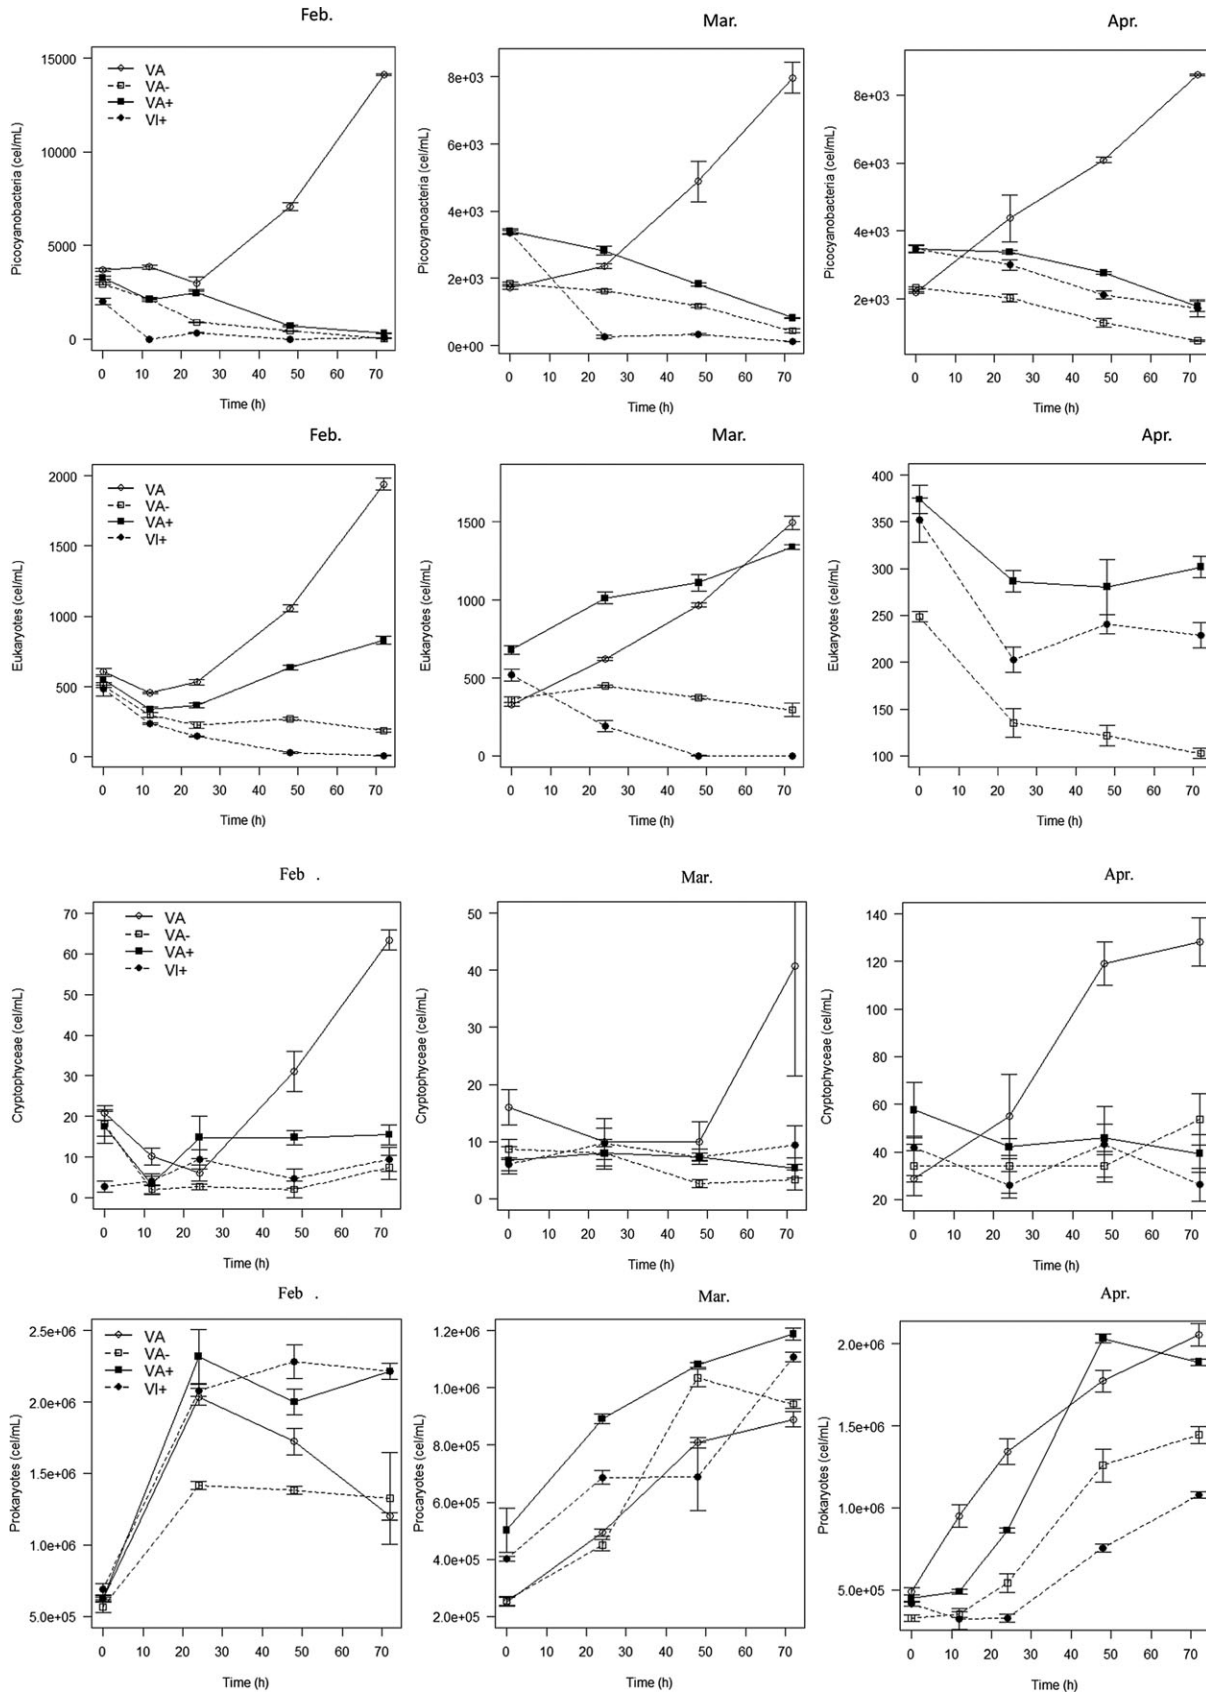 Feb.
Mar.
Apr.
15000
10000
5000
0
Picocyanobacteria (cel/mL)
VA
VA-
VA+
VI+
0 10 20 30 40 50 60 70
Time (h)
8e+03
6e+03
4e+03
2e+03
0e+00
Picocyanoacteria (cel/mL)
0 10 20 30 40 50 60 70
Time (h)
8e+03
6e+03
4e+03
2e+03
Picocyanobacteria (cel/mL)
0 10 20 30 40 50 60 70
Time (h)
Feb.
Mar.
Apr.
2000
1500
1000
500
0
Eukaryotes (cel/mL)
VA
VA-
VA+
VI+
0 10 20 30 40 50 60 70
Time (h)
1500
1000
500
0
Eukaryotes (cel/mL)
0 10 20 30 40 50 60 70
Time (h)
400
350
300
250
200
150
100
Eukaryotes (cel/mL)
0 10 20 30 40 50 60 70
Time (h)
Feb .
Mar.
Apr.
70
60
50
40
30
20
10
0
Cryptophyceae (cel/mL)
VA
VA-
VA+
VI+
0 10 20 30 40 50 60 70
Time (h)
50
40
30
20
10
0
Cryptophyceae (cel/mL)
0 10 20 30 40 50 60 70
Time (h)
140
120
100
80
60
40
20
Cryptophyceae (cel/mL)
0 10 20 30 40 50 60 70
Time (h)
Feb .
Mar.
Apr.
2.5e+06
2.0e+06
1.5e+06
1.0e+06
5.0e+05
Prokaryotes (cel/mL)
VA
VA-
VA+
VI+
0 10 20 30 40 50 60 70
Time (h)
1.2e+06
1.0e+06
8.0e+05
6.0e+05
4.0e+05
2.0e+05
Procaryotes (cel/mL)
0 10 20 30 40 50 60 70
Time (h)
2.0e+06
1.5e+06
1.0e+06
5.0e+05
Prokaryotes (cel/mL)
0 10 20 30 40 50 60 70
Time (h)